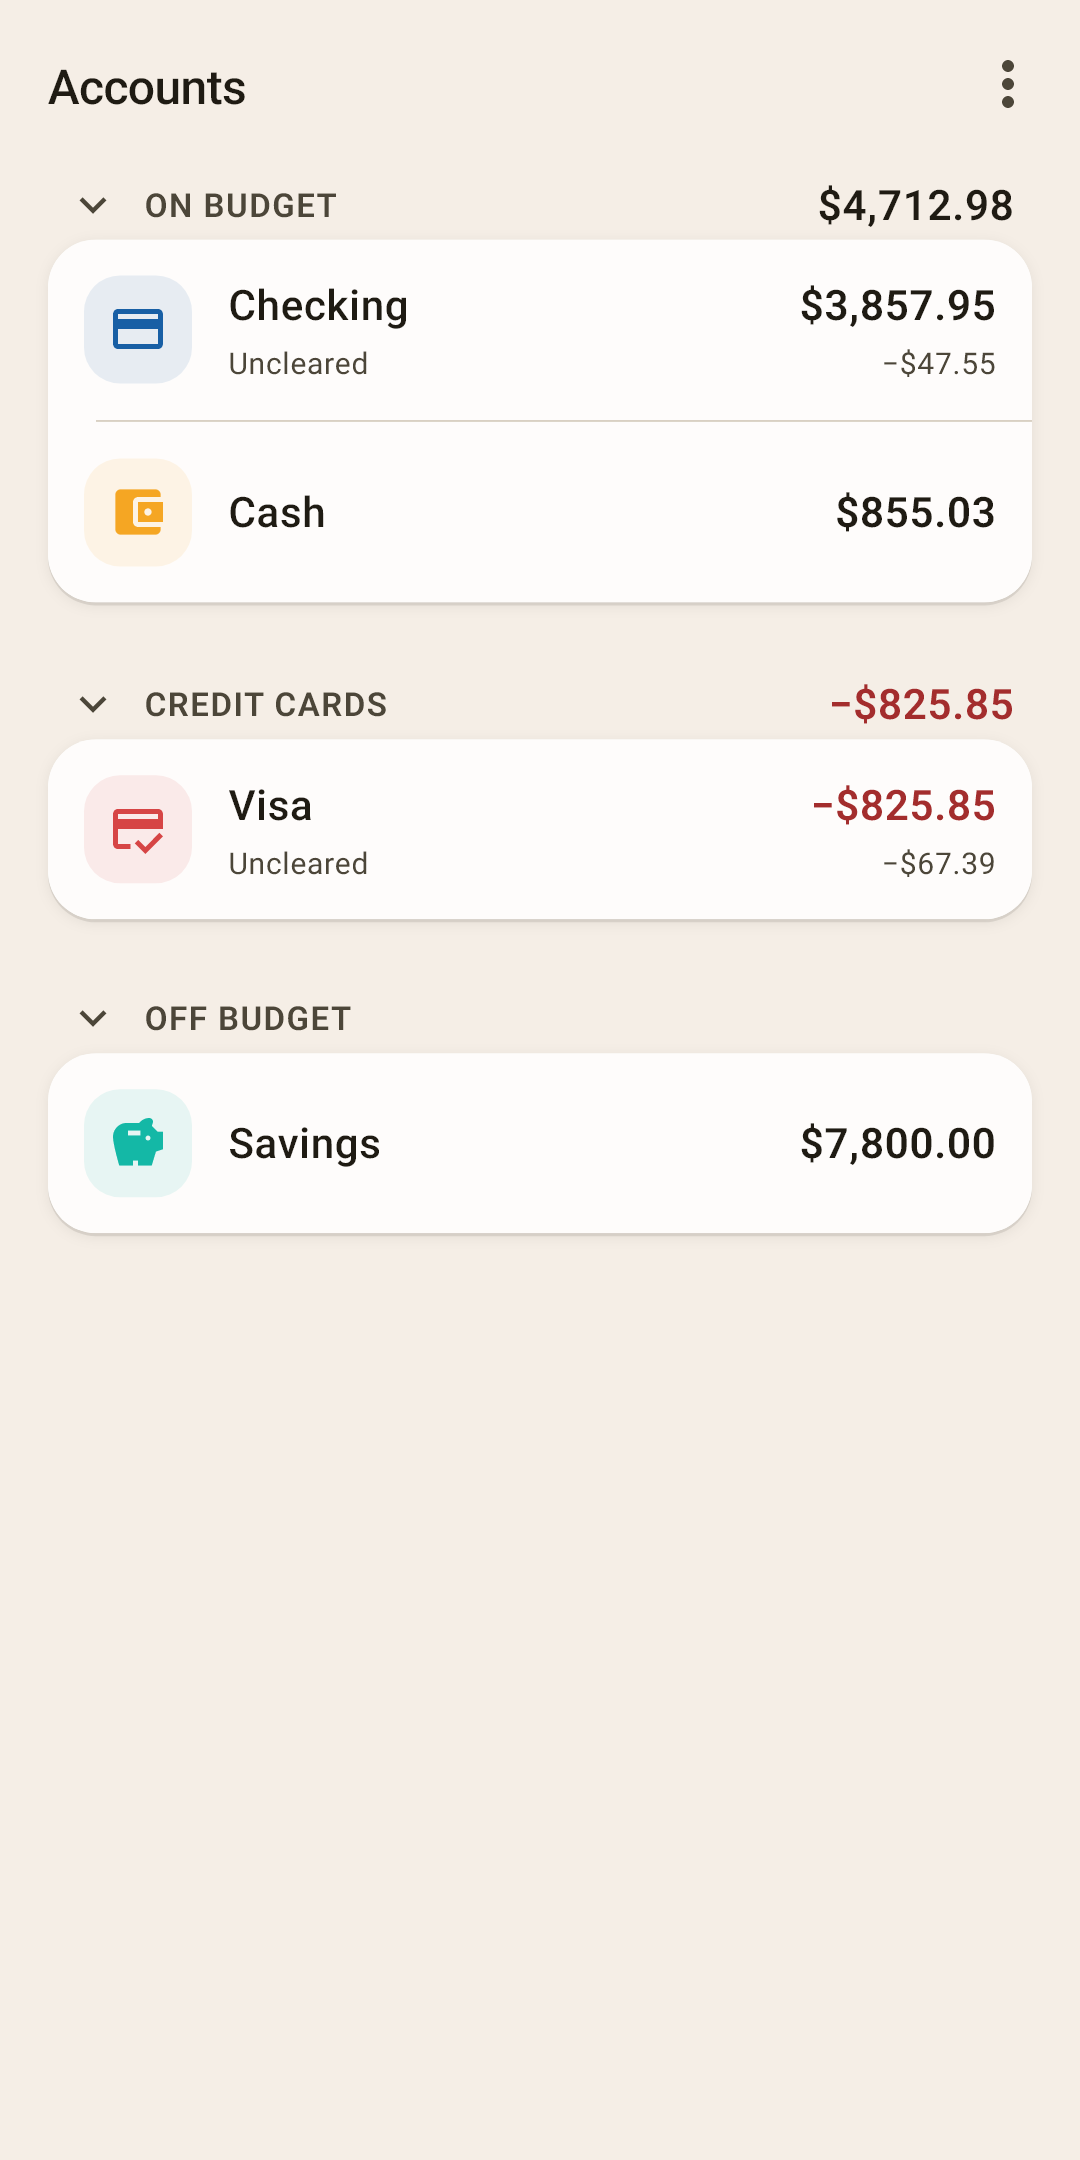 Accounts
ON BUDGET $4,712.98
Checking $3,857.95
Uncleared −$47.55
Cash $855.03
CREDIT CARDS −$825.85
Visa −$825.85
Uncleared −$67.39
OFF BUDGET
Savings $7,800.00